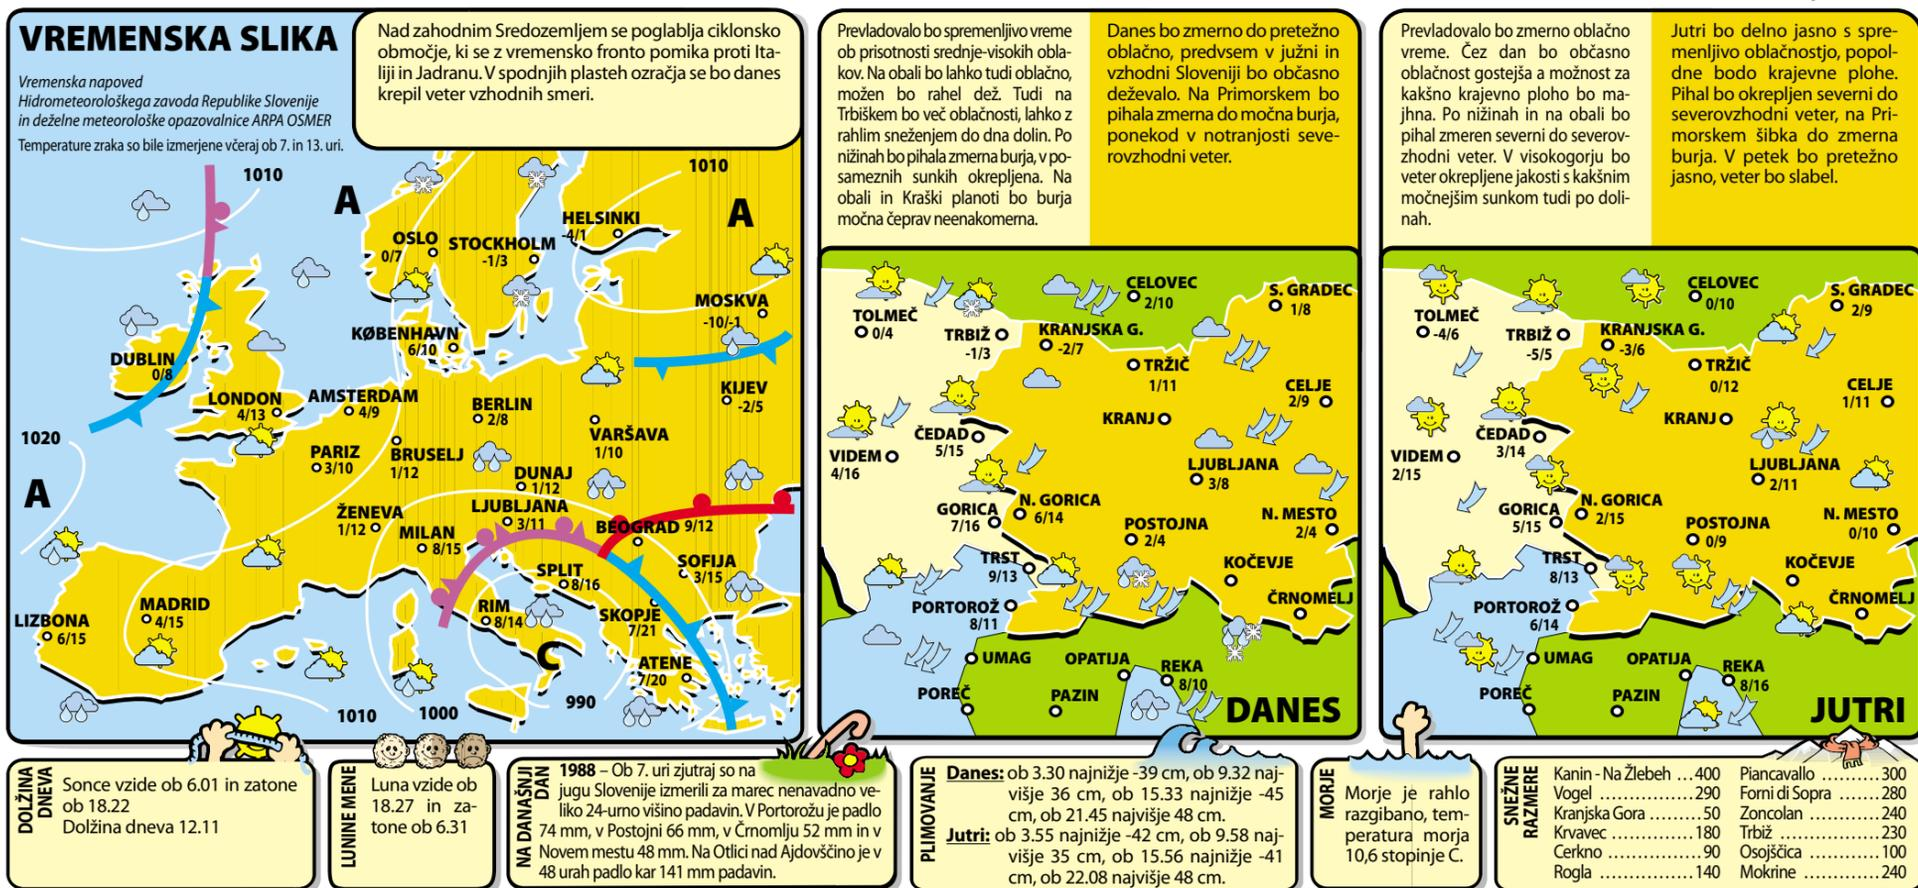 VREMENSKA SLIKA
Vremenska napoved
Hidrometeorološkega zavoda Republike Slovenije
in deželne meteorološke opazovalnice ARPA OSMER
Temperature zraka so bile izmerjene včeraj ob 7. in 13. uri.
Nad zahodnim Sredozemljem se poglablja ciklonsko
območje, ki se z vremensko fronto pomika proti Ita-
liji in Jadranu. V spodnjih plasteh ozračja se bo danes
krepil veter vzhodnih smeri.
1010
A
1010
A
HELSINKI
-4/1
OSLO
0/7
STOCKHOLM
-1/3
MOSKVA
-10/-1
KØBENHAVN
6/10
DUBLIN
0/8
LONDON
4/13
AMSTERDAM
4/9
BERLIN
2/8
KIJEV
-2/5
1020
PARIZ
3/10
BRUSELJ
1/12
VARŠAVA
1/10
DUNAJ
1/12
A
ŽENEVA
1/12
LJUBLJANA
3/11
BEOGRAD 9/12
MILAN
8/15
SOFIJA
3/15
SPLIT
8/16
LIZBONA
6/15
MADRID
4/15
RIM
8/14
SKOPJE
7/21
C
ATENE
7/20
1010
1000
990
Prevladovalo bo spremenljivo vreme
ob prisotnosti srednje-visokih obla-
kov. Na obali bo lahko tudi oblačno,
možen bo rahel dež. Tudi na
Trbiškem bo več oblačnosti, lahko z
rahlim sneženjem do dna dolin. Po
nižinah bo pihala zmerna burja, v po-
sameznih sunkih okrepljena. Na
obali in Kraški planoti bo burja
močna čeprav neenakomerna.
Danes bo zmerno do pretežno
oblačno, predvsem v južni in
vzhodni Sloveniji bo občasno
deževalo. Na Primorskem bo
pihala zmerna do močna burja,
ponekod v notranjosti seve-
rovzhodni veter.
CELOVEC
2/10
S. GRADEC
1/8
TOLMEČ
0/4
TRBIŽ
-1/3
KRANJSKA G.
-2/7
TRŽIČ
1/11
CELJE
2/9
KRANJ
ČEDAD
5/15
VIDEM
4/16
LJUBLJANA
3/8
GORICA
7/16
N. GORICA
6/14
POSTOJNA
2/4
N. MESTO
2/4
TRST
9/13
KOČEVJE
PORTOROŽ
8/11
ČRNOMELJ
UMAG
OPATIJA
REKA
8/10
POREČ
PAZIN
DANES
Prevladovalo bo zmerno oblačno
vreme. Čez dan bo občasno
oblačnost gostejša a možnost za
kakšno krajevno ploho bo ma-
jhna. Po nižinah in na obali bo
pihal zmeren severni do severov-
zhodni veter. V visokogorju bo
veter okrepljene jakosti s kakšnim
močnejšim sunkom tudi po doli-
nah.
Jutri bo delno jasno s spre-
menljivo oblačnostjo, popol-
dne bodo krajevne plohe.
Pihal bo okrepljen severni do
severovzhodni veter, na Pri-
morskem šibka do zmerna
burja. V petek bo pretežno
jasno, veter bo slabel.
CELOVEC
0/10
S. GRADEC
2/9
TOLMEČ
-4/6
TRBIŽ
-5/5
KRANJSKA G.
-3/6
TRŽIČ
0/12
CELJE
1/11
KRANJ
ČEDAD
3/14
VIDEM
2/15
LJUBLJANA
2/11
GORICA
5/15
N. GORICA
2/15
POSTOJNA
0/9
N. MESTO
0/10
TRST
8/13
KOČEVJE
PORTOROŽ
6/14
ČRNOMELJ
UMAG
OPATIJA
REKA
8/16
POREČ
PAZIN
JUTRI
DOLŽINA
DNEVA
Sonce vzide ob 6.01 in zatone
ob 18.22
Dolžina dneva 12.11
LUNINE MENE
Luna vzide ob
18.27 in za-
tone ob 6.31
NA DANAŠNJI
DAN
1988 – Ob 7. uri zjutraj so na
jugu Slovenije izmerili za marec nenavadno ve-
liko 24-urno višino padavin. V Portorožu je padlo
74 mm, v Postojni 66 mm, v Črnomlju 52 mm in v
Novem mestu 48 mm. Na Otlici nad Ajdovščino je v
48 urah padlo kar 141 mm padavin.
PLIMOVANJE
Danes: ob 3.30 najnižje -39 cm, ob 9.32 naj-
višje 36 cm, ob 15.33 najnižje -45
cm, ob 21.45 najvišje 48 cm.
Jutri: ob 3.55 najnižje -42 cm, ob 9.58 naj-
višje 35 cm, ob 15.56 najnižje -41
cm, ob 22.08 najvišje 48 cm.
MORJE
Morje je rahlo
razgibano, tem-
peratura morja
10,6 stopinje C.
SNEŽNE
RAZMERE
Kanin - Na Žlebeh ...400
Vogel ......................290
Kranjska Gora .........50
Krvavec ..................180
Cerkno .....................90
Rogla ......................140
Piancavallo ..........300
Forni di Sopra ......280
Zoncolan .............240
Trbiž .....................230
Osojščica .............100
Mokrine ...............240